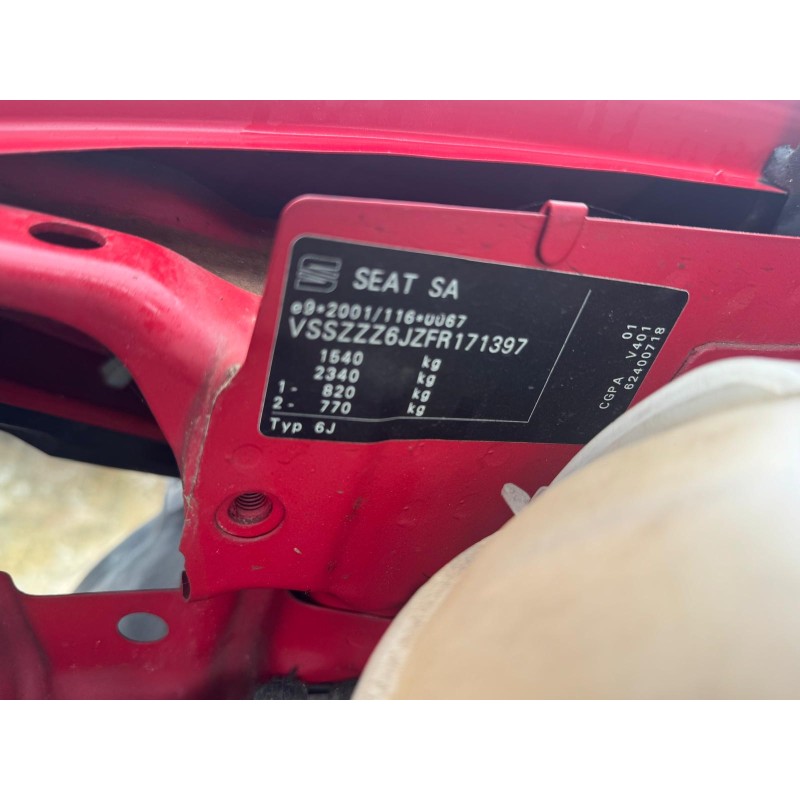 SEAT SA
e9*2001/116*0067
VSSZZZ6JZFR171397
1540 kg
2340 kg
1- 820 kg
2- 770 kg
Typ 6J
01
CGPA V401
62400718